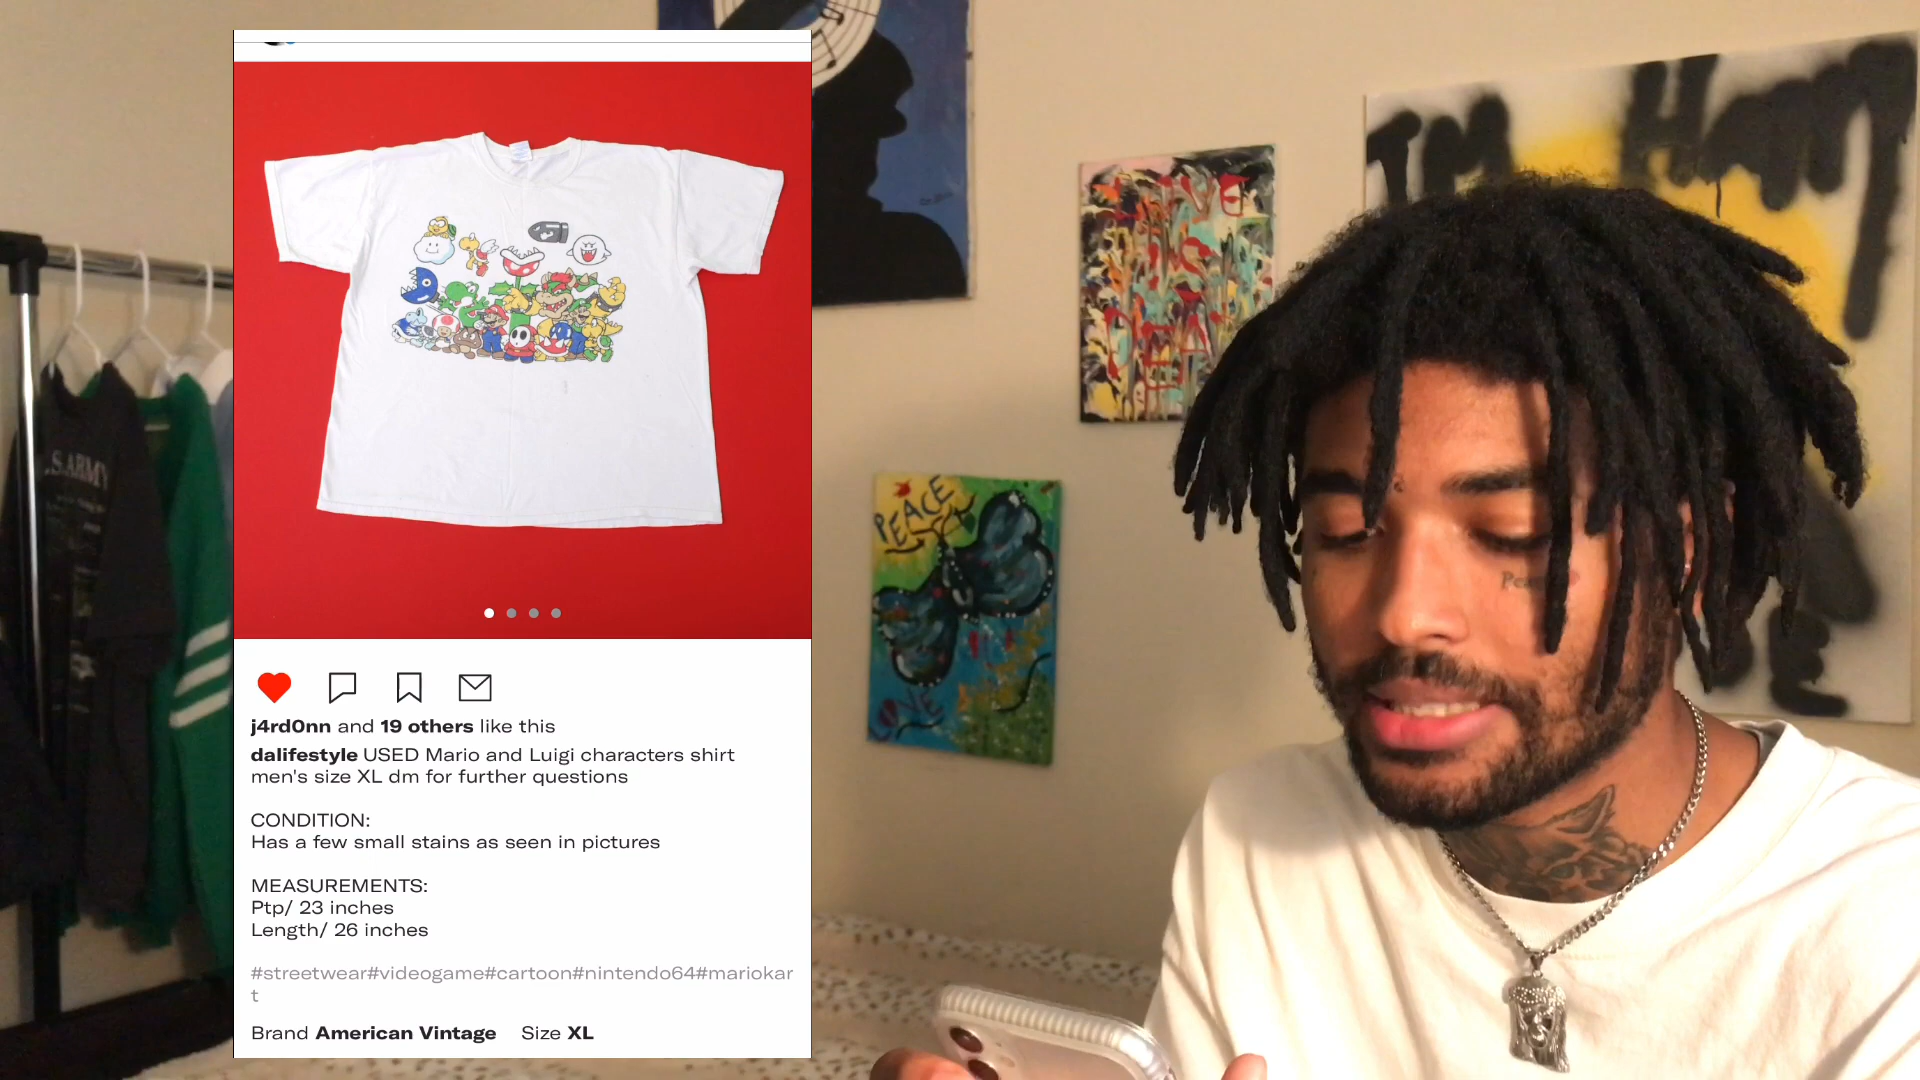 j4rd0nn and 19 others like this
dalifestyle USED Mario and Luigi characters shirt
men's size XL dm for further questions
CONDITION:
Has a few small stains as seen in pictures
MEASUREMENTS:
Ptp/ 23 inches
Length/ 26 inches
#streetwear#videogame#cartoon#nintendo64#mariokar
t
Brand American Vintage Size XL
.S.ARMY
PEACE
LOVE
I'M